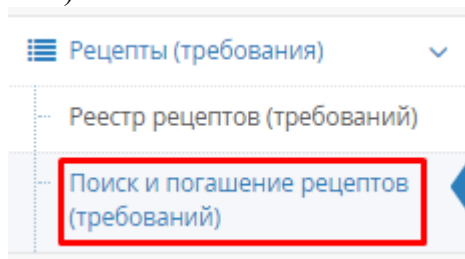 Рецепты (требования)
Реестр рецептов (требований)
Поиск и погашение рецептов
(требований)